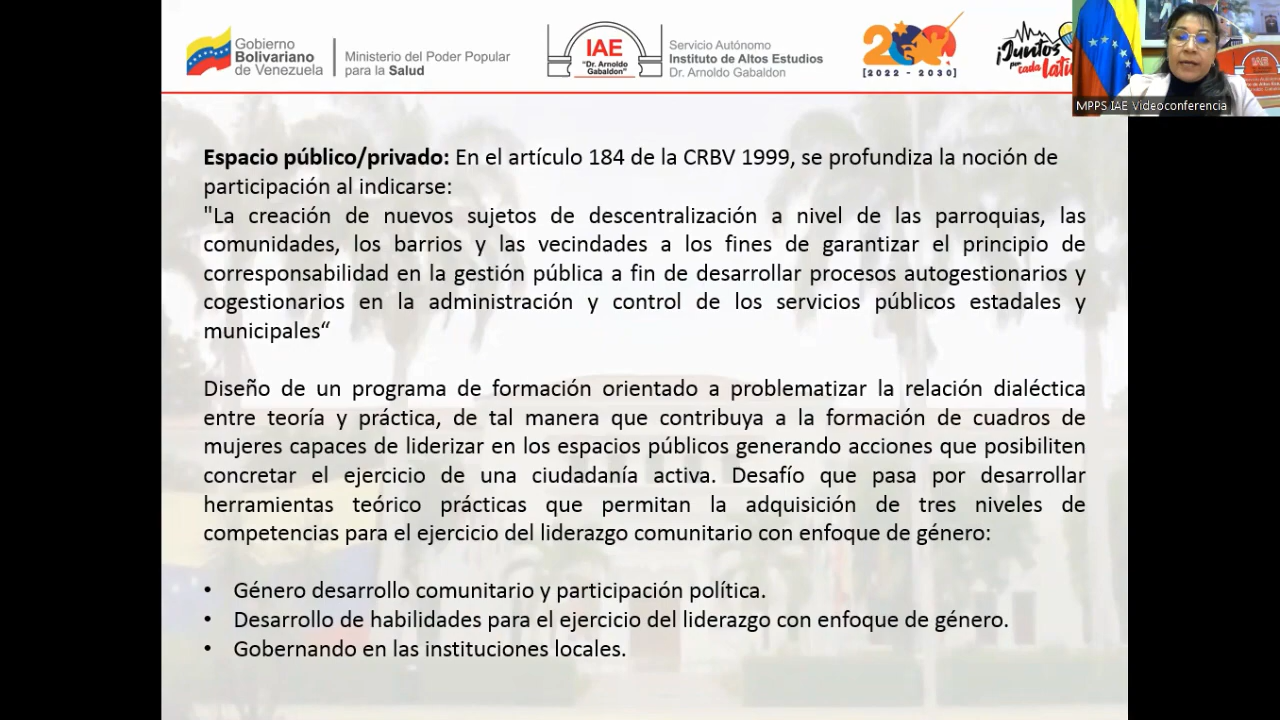 Gobierno
Bolivariano
de Venezuela
Ministerio del Poder Popular
para la Salud
IAE
"Dr. Arnoldo
Gabaldon"
Servicio Autónomo
Instituto de Altos Estudios
Dr. Arnoldo Gabaldon
200
[2022 - 2030]
¡Juntos
por cada
MPPS IAE Videoconferencia
Espacio público/privado: En el artículo 184 de la CRBV 1999, se profundiza la noción de
participación al indicarse:
"La creación de nuevos sujetos de descentralización a nivel de las parroquias, las
comunidades, los barrios y las vecindades a los fines de garantizar el principio de
corresponsabilidad en la gestión pública a fin de desarrollar procesos autogestionarios y
cogestionarios en la administración y control de los servicios públicos estadales y
municipales“
Diseño de un programa de formación orientado a problematizar la relación dialéctica
entre teoría y práctica, de tal manera que contribuya a la formación de cuadros de
mujeres capaces de liderizar en los espacios públicos generando acciones que posibiliten
concretar el ejercicio de una ciudadanía activa. Desafío que pasa por desarrollar
herramientas teórico prácticas que permitan la adquisición de tres niveles de
competencias para el ejercicio del liderazgo comunitario con enfoque de género:
• Género desarrollo comunitario y participación política.
• Desarrollo de habilidades para el ejercicio del liderazgo con enfoque de género.
• Gobernando en las instituciones locales.